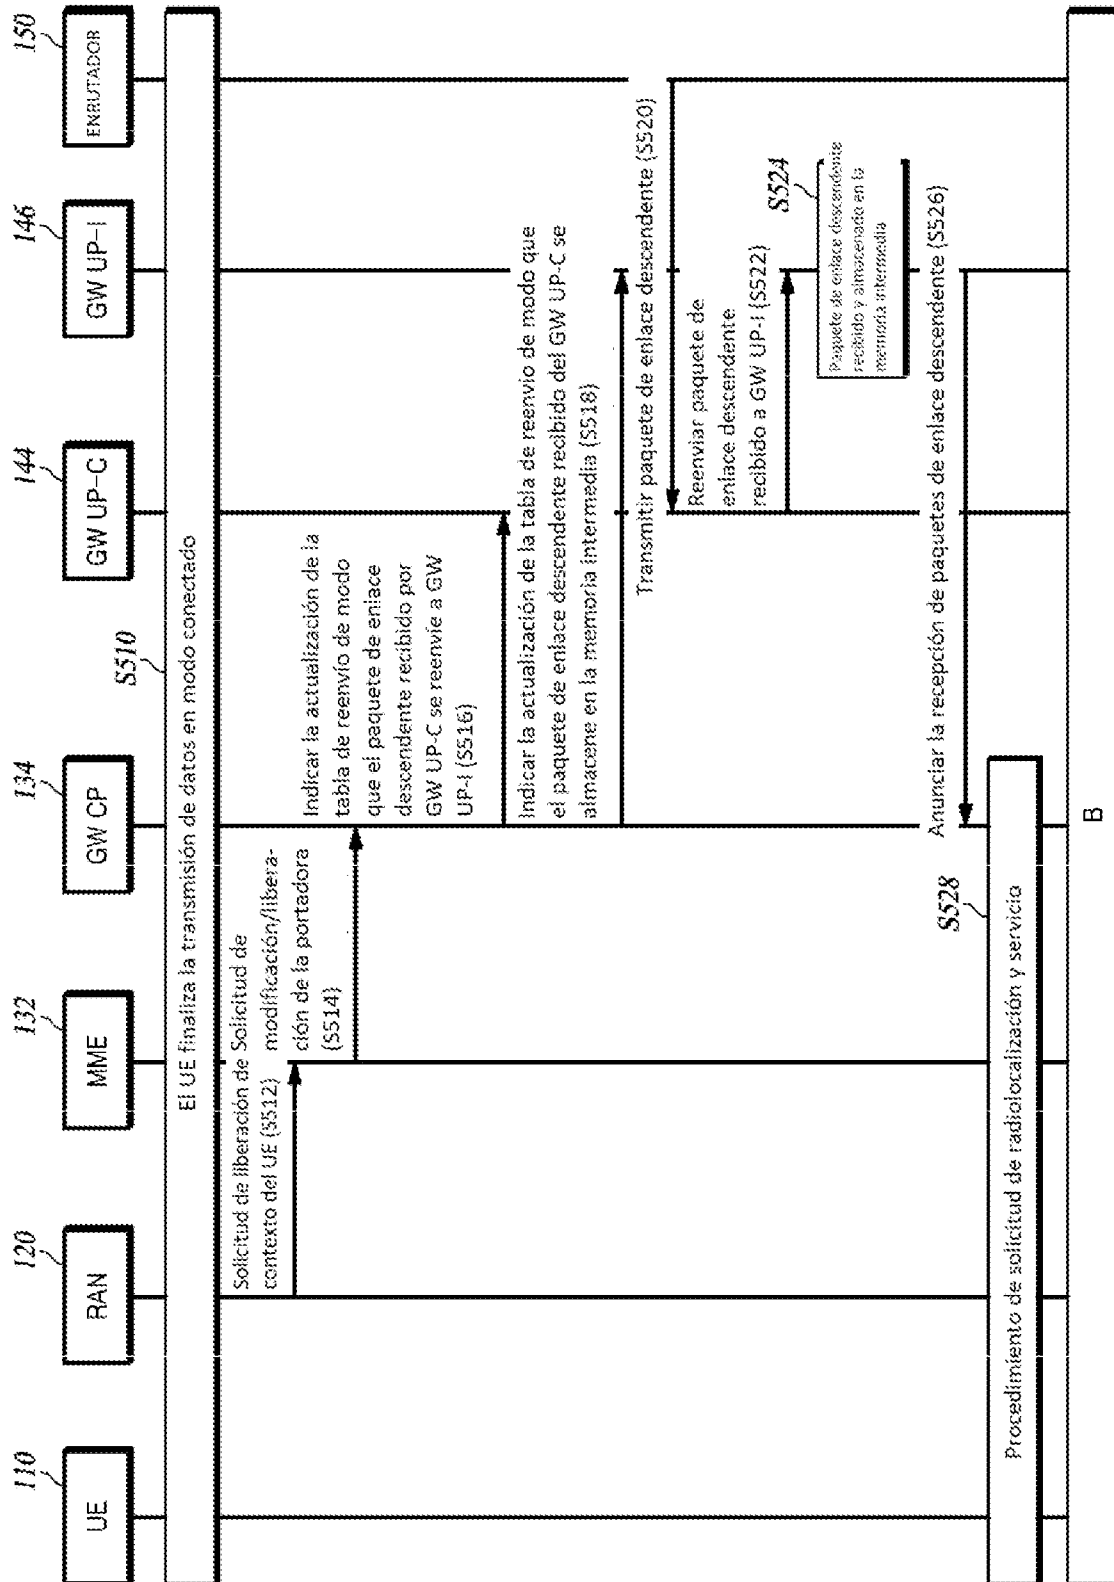 110
120
132
134
144
146
150
UE
RAN
MME
GW CP
GW UP-C
GW UP-I
ENRUTADOR
S510
El UE finaliza la transmisión de datos en modo conectado
Solicitud de liberación de
contexto del UE (S512)
Solicitud de
modificación/libera-
ción de la portadora
(S514)
Indicar la actualización de la
tabla de reenvío de modo
que el paquete de enlace
descendente recibido por
GW UP-C se reenvíe a GW
UP-I (S516)
Indicar la actualización de la tabla de reenvío de modo que
el paquete de enlace descendente recibido del GW UP-C se
almacene en la memoria intermedia (S518)
Transmitir paquete de enlace descendente (S520)
Reenviar paquete de
enlace descendente
recibido a GW UP-I (S522)
S524
Paquete de enlace descendente
recibido y almacenado en la
memoria intermedia
Anunciar la recepción de paquetes de enlace descendente (S526)
S528
Procedimiento de solicitud de radiolocalización y servicio
B